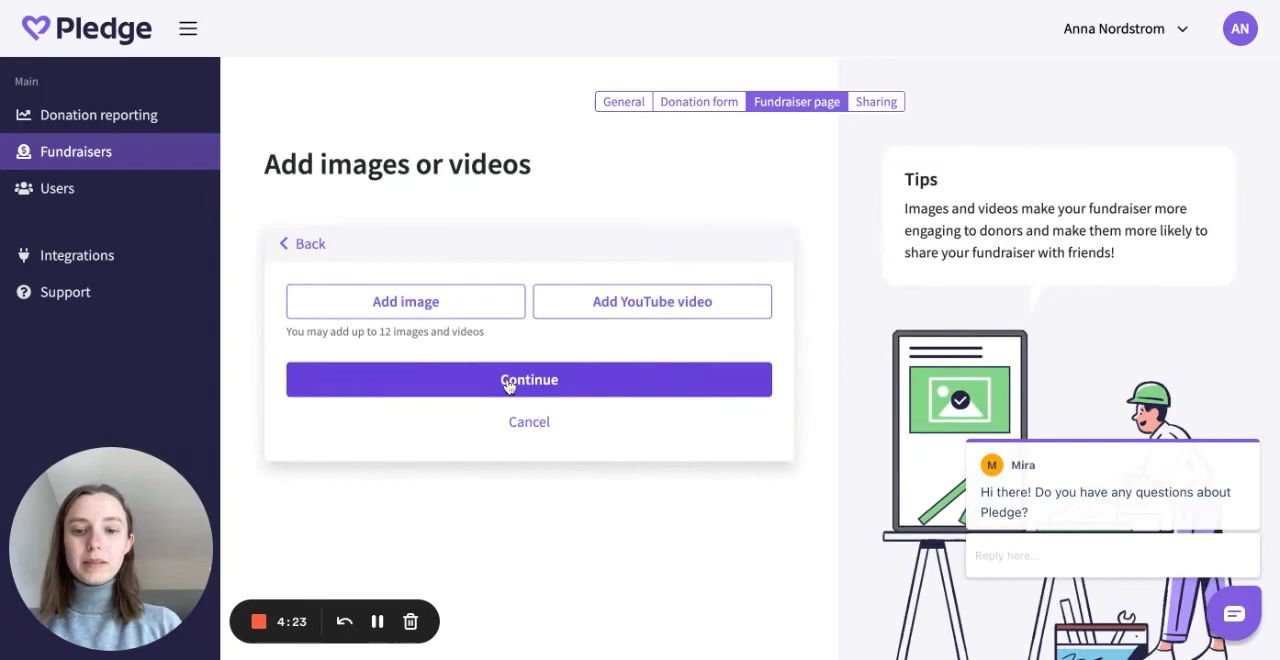 Pledge
Anna Nordstrom
AN
Main
Donation reporting
Fundraisers
Users
Integrations
Support
General
Donation form
Fundraiser page
Sharing
Add images or videos
Back
Add image
Add YouTube video
You may add up to 12 images and videos
Continue
Cancel
Tips
Images and videos make your fundraiser more
engaging to donors and make them more likely to
share your fundraiser with friends!
M
Mira
Hi there! Do you have any questions about
Pledge?
Reply here...
4:23